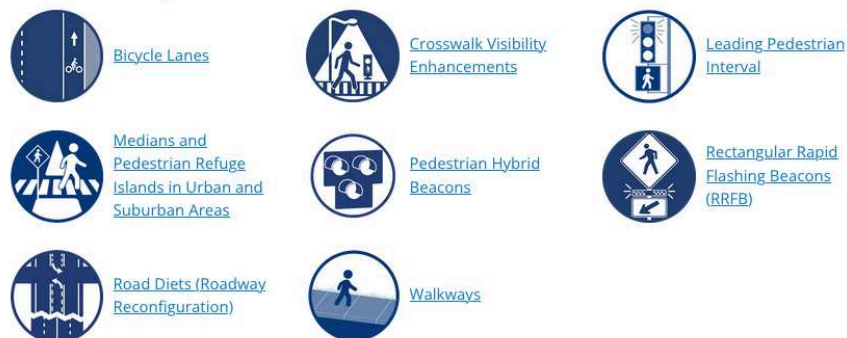 Bicycle Lanes
Crosswalk Visibility
Enhancements
Leading Pedestrian
Interval
Medians and
Pedestrian Refuge
Islands in Urban and
Suburban Areas
Pedestrian Hybrid
Beacons
Rectangular Rapid
Flashing Beacons
(RRFB)
Road Diets (Roadway
Reconfiguration)
Walkways